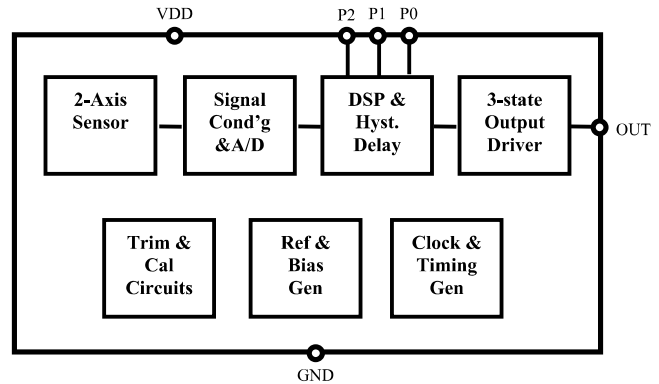 VDD
P2 P1 P0
2-Axis
Sensor
Signal
Cond'g
&A/D
DSP &
Hyst.
Delay
3-state
Output
Driver
OUT
Trim &
Cal
Circuits
Ref &
Bias
Gen
Clock &
Timing
Gen
GND